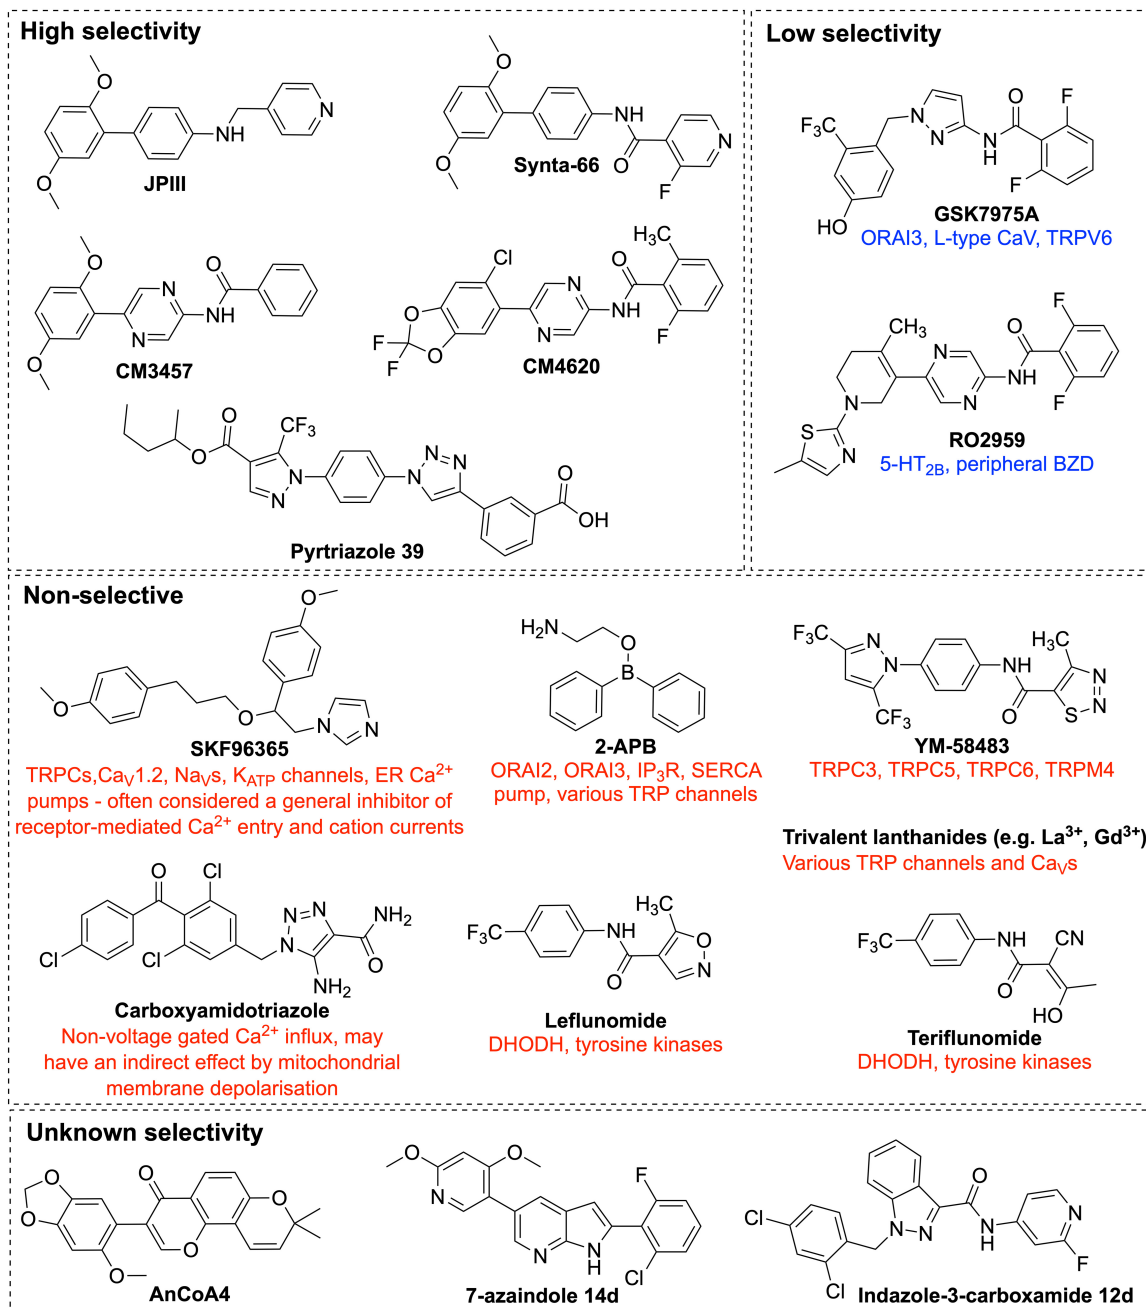 High selectivity
JPIII
Synta-66
CM3457
CM4620
Pyrtriazole 39
Low selectivity
GSK7975A
ORAI3, L-type CaV, TRPV6
RO2959
5-HT2B, peripheral BZD
Non-selective
SKF96365
TRPCs,CaV1.2, NaVs, KATP channels, ER Ca2+
pumps - often considered a general inhibitor of
receptor-mediated Ca2+ entry and cation currents
2-APB
ORAI2, ORAI3, IP3R, SERCA
pump, various TRP channels
YM-58483
TRPC3, TRPC5, TRPC6, TRPM4
Trivalent lanthanides (e.g. La3+, Gd3+)
Various TRP channels and CaVs
Carboxyamidotriazole
Non-voltage gated Ca2+ influx, may
have an indirect effect by mitochondrial
membrane depolarisation
Leflunomide
DHODH, tyrosine kinases
Teriflunomide
DHODH, tyrosine kinases
Unknown selectivity
AnCoA4
7-azaindole 14d
Indazole-3-carboxamide 12d